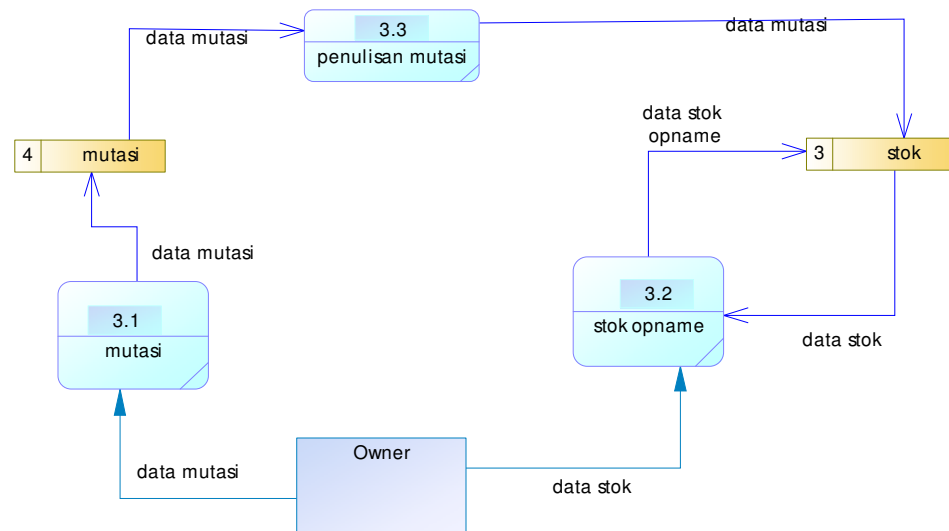 3.3
penulisan mutasi
data mutasi
data mutasi
data stok
opname
4 mutasi
3 stok
data mutasi
3.1
mutasi
3.2
stok opname
data stok
Owner
data mutasi
data stok